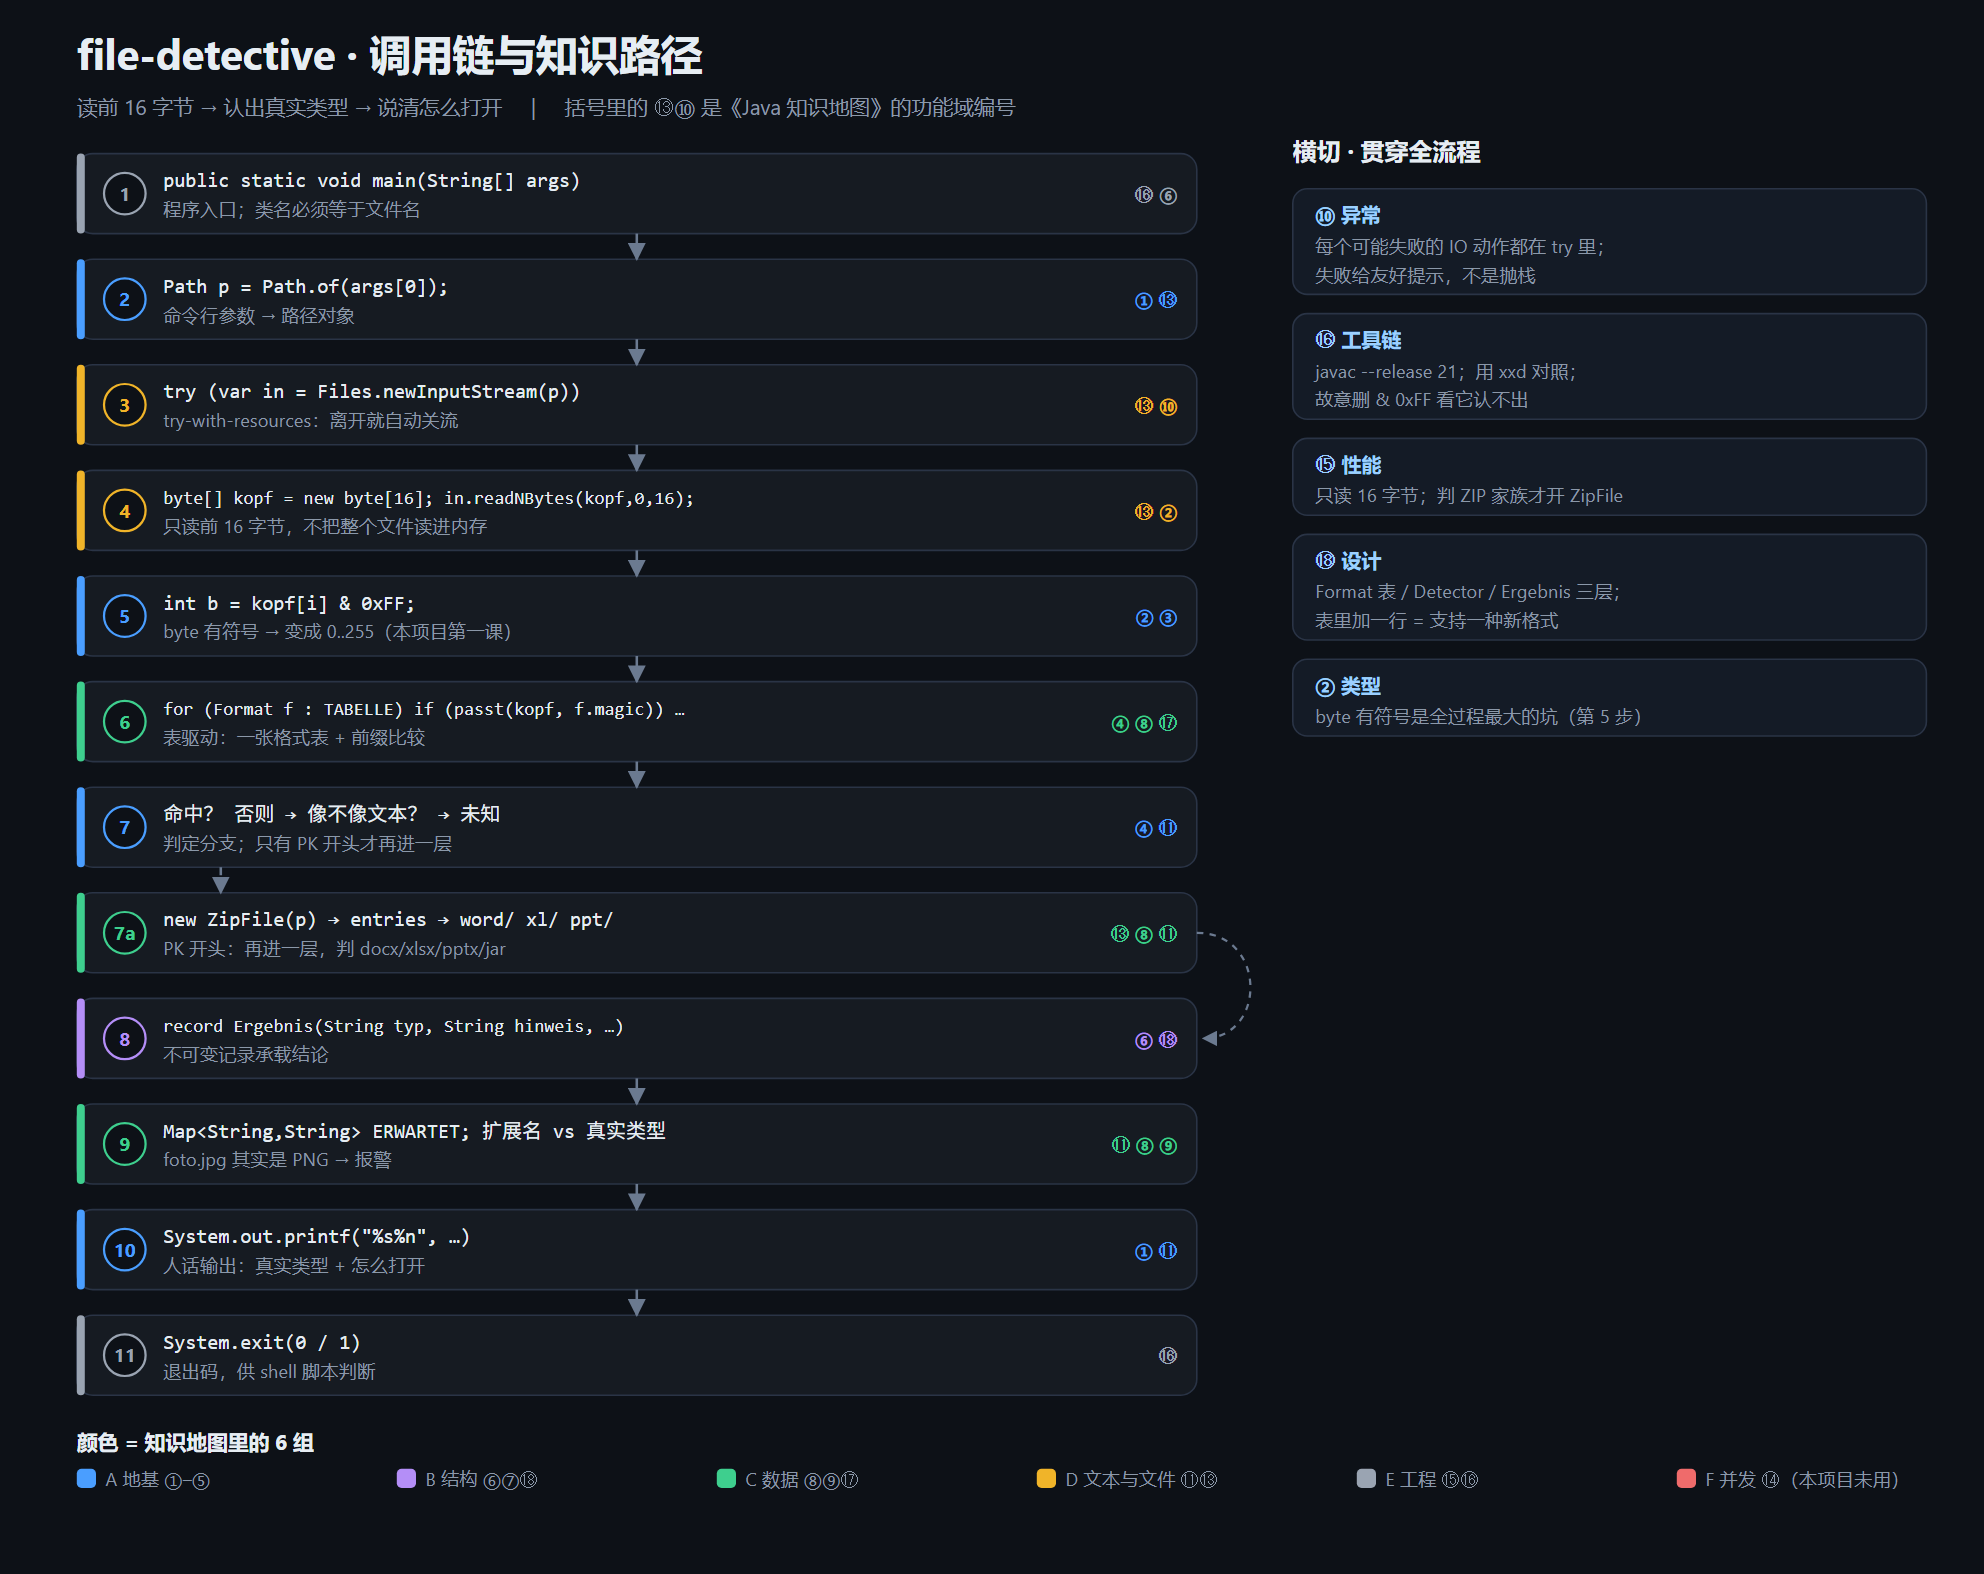 file-detective · 调用链与知识路径
读前 16 字节 → 认出真实类型 → 说清怎么打开 | 括号里的 ⑬⑩ 是《Java 知识地图》的功能域编号
1
public static void main(String[] args)
程序入口；类名必须等于文件名
⑯ ⑥
2
Path p = Path.of(args[0]);
命令行参数 → 路径对象
① ⑬
3
try (var in = Files.newInputStream(p))
try-with-resources：离开就自动关流
⑬ ⑩
4
byte[] kopf = new byte[16]; in.readNBytes(kopf,0,16);
只读前 16 字节，不把整个文件读进内存
⑬ ②
5
int b = kopf[i] & 0xFF;
byte 有符号 → 变成 0..255（本项目第一课）
② ③
6
for (Format f : TABELLE) if (passt(kopf, f.magic)) …
表驱动：一张格式表 + 前缀比较
④ ⑧ ⑰
7
命中？ 否则 → 像不像文本？ → 未知
判定分支；只有 PK 开头才再进一层
④ ⑪
7a
new ZipFile(p) → entries → word/ xl/ ppt/
PK 开头：再进一层，判 docx/xlsx/pptx/jar
⑬ ⑧ ⑪
8
record Ergebnis(String typ, String hinweis, …)
不可变记录承载结论
⑥ ⑱
9
Map<String,String> ERWARTET; 扩展名 vs 真实类型
foto.jpg 其实是 PNG → 报警
⑪ ⑧ ⑨
10
System.out.printf("%s%n", …)
人话输出：真实类型 + 怎么打开
① ⑪
11
System.exit(0 / 1)
退出码，供 shell 脚本判断
⑯
横切 · 贯穿全流程
⑩ 异常
每个可能失败的 IO 动作都在 try 里；
失败给友好提示，不是抛栈
⑯ 工具链
javac --release 21；用 xxd 对照；
故意删 & 0xFF 看它认不出
⑮ 性能
只读 16 字节；判 ZIP 家族才开 ZipFile
⑱ 设计
Format 表 / Detector / Ergebnis 三层；
表里加一行 = 支持一种新格式
② 类型
byte 有符号是全过程最大的坑（第 5 步）
颜色 = 知识地图里的 6 组
A 地基 ①–⑤
B 结构 ⑥⑦⑱
C 数据 ⑧⑨⑰
D 文本与文件 ⑪⑬
E 工程 ⑮⑯
F 并发 ⑭（本项目未用）